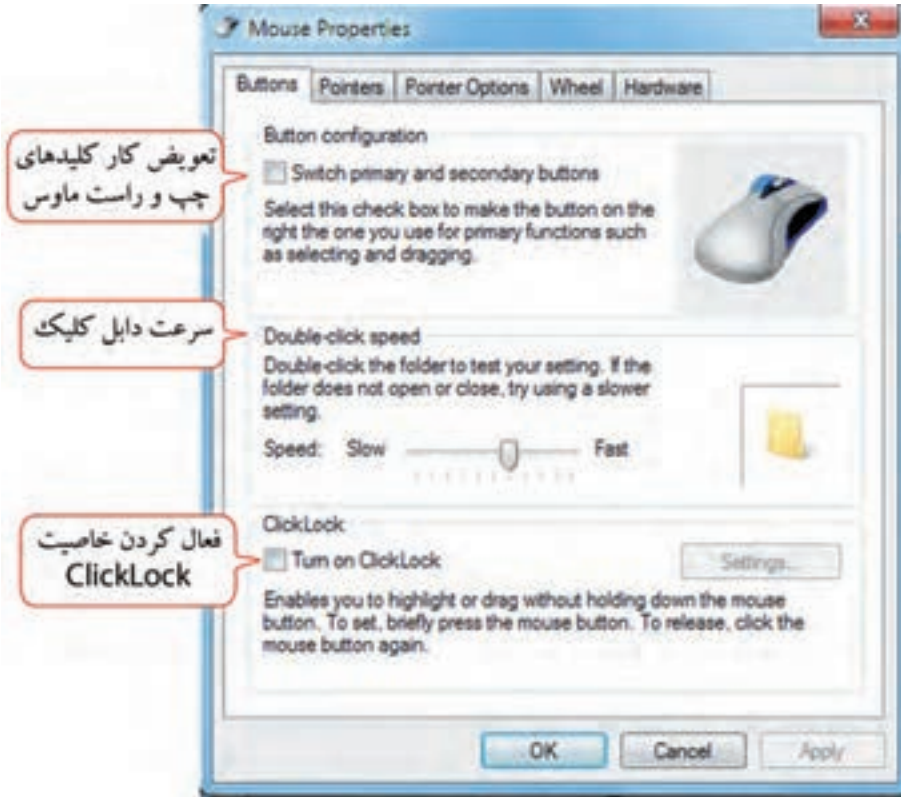 Mouse Properties
Buttons Pointers Pointer Options Wheel Hardware
Button configuration
تعویض کار کلیدهای
چپ و راست ماوس
Switch primary and secondary buttons
Select this check box to make the button on the
right the one you use for primary functions such
as selecting and dragging.
سرعت دابل کلیک
Double-click speed
Double-click the folder to test your setting. If the
folder does not open or close, try using a slower
setting.
Speed: Slow Fast
فعال کردن خاصیت
ClickLock
ClickLock
Turn on ClickLock Settings...
Enables you to highlight or drag without holding down the mouse
button. To set, briefly press the mouse button. To release, click the
mouse button again.
OK Cancel Apply